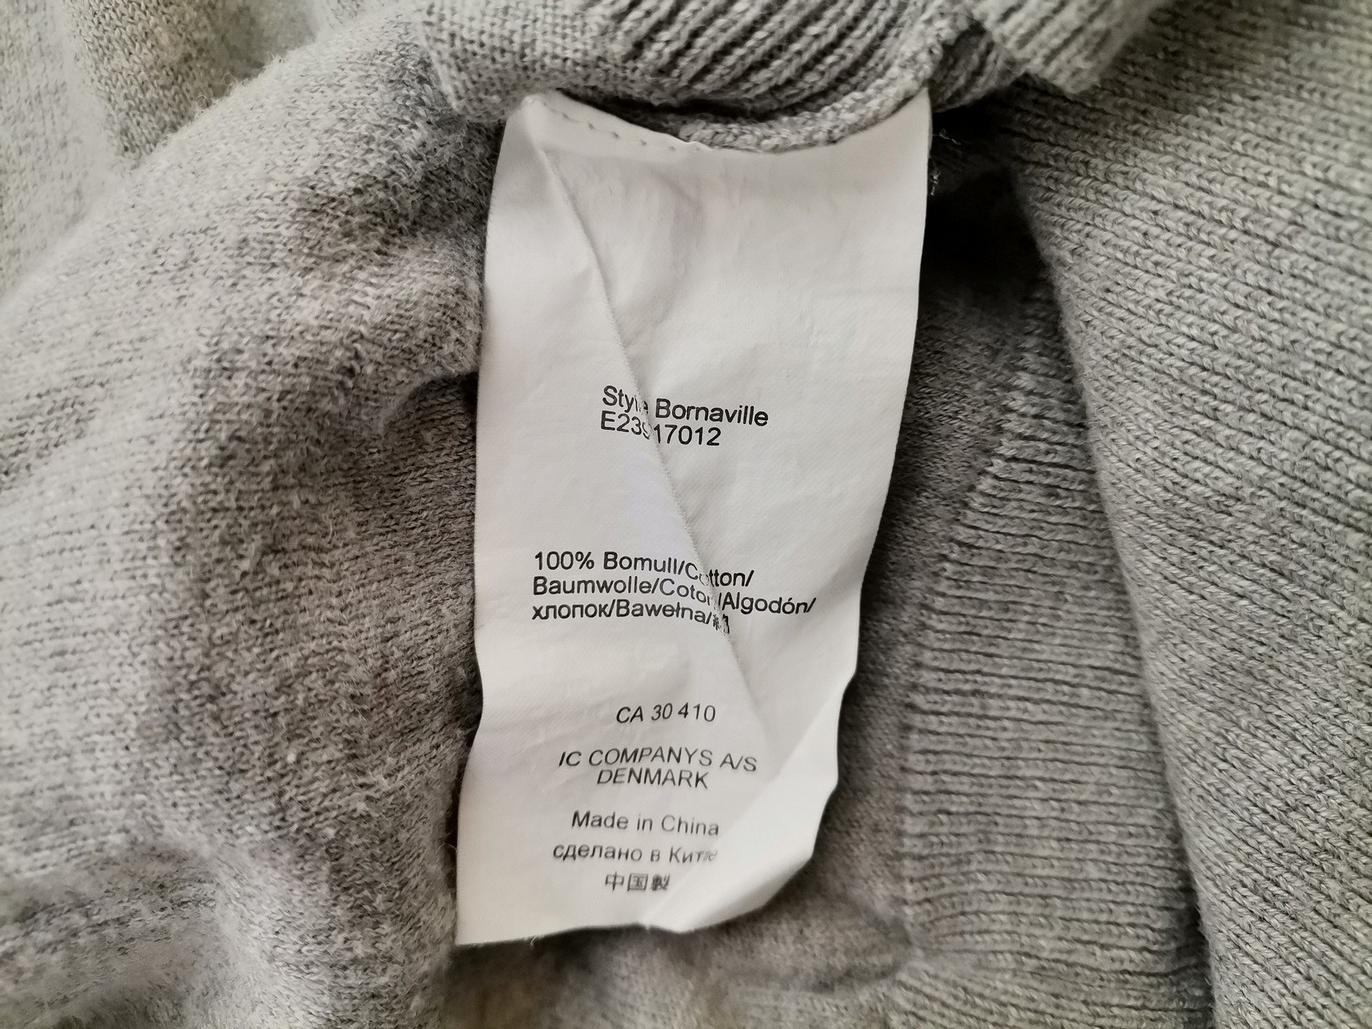 Style Bornaville
E23917012
100% Bomull/Cotton/
Baumwolle/Coton/Algodón/
хлопок/Bawełna/
CA 30 410
IC COMPANYS A/S
DENMARK
Made in China
сделано в Китае
中国製